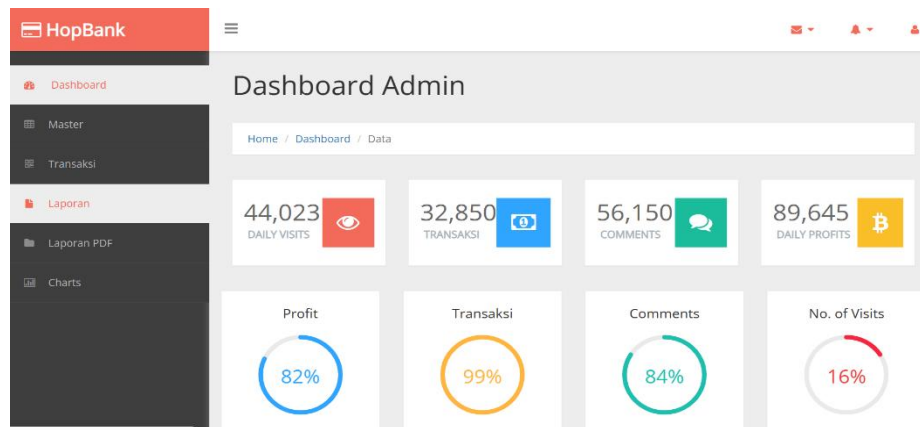 HopBank
Dashboard
Master
Transaksi
Laporan
Laporan PDF
Charts
Dashboard Admin
Home / Dashboard / Data
44,023
DAILY VISITS
32,850
TRANSAKSI
56,150
COMMENTS
89,645
DAILY PROFITS
Profit
82%
Transaksi
99%
Comments
84%
No. of Visits
16%